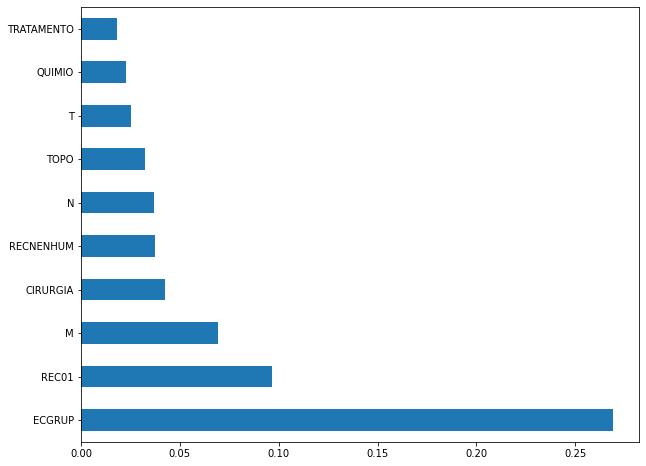 TRATAMENTO
QUIMIO
T
TOPO
N
RECNENHUM
CIRURGIA
M
REC01
ECGRUP
0.00 0.05 0.10 0.15 0.20 0.25